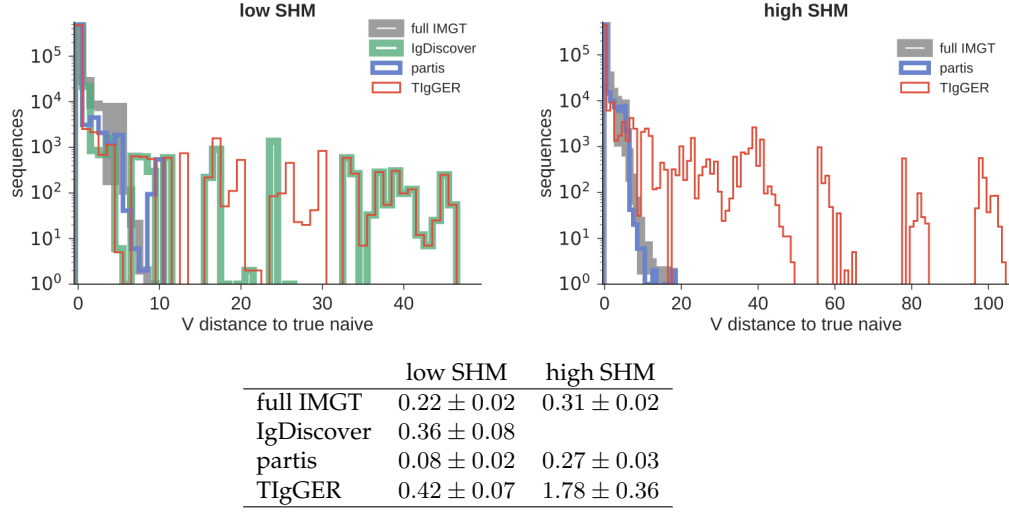 low SHM
full IMGT
IgDiscover
partis
TIgGER
10^5
10^4
10^3
10^2
10^1
10^0
sequences
0 10 20 30 40
V distance to true naive
high SHM
full IMGT
partis
TIgGER
10^5
10^4
10^3
10^2
10^1
10^0
sequences
0 20 40 60 80 100
V distance to true naive
low SHM high SHM
full IMGT 0.22 ± 0.02 0.31 ± 0.02
IgDiscover 0.36 ± 0.08
partis 0.08 ± 0.02 0.27 ± 0.03
TIgGER 0.42 ± 0.07 1.78 ± 0.36